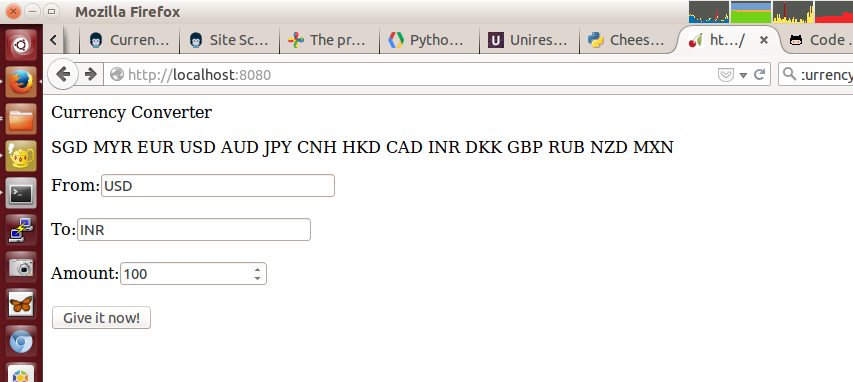 Mozilla Firefox
Curren... Site Sc... The pr... Pytho... Unires... Chees... ht.../ Code
http://localhost:8080
urrency
Currency Converter
SGD MYR EUR USD AUD JPY CNH HKD CAD INR DKK GBP RUB NZD MXN
From:USD
To:INR
Amount:100
Give it now!